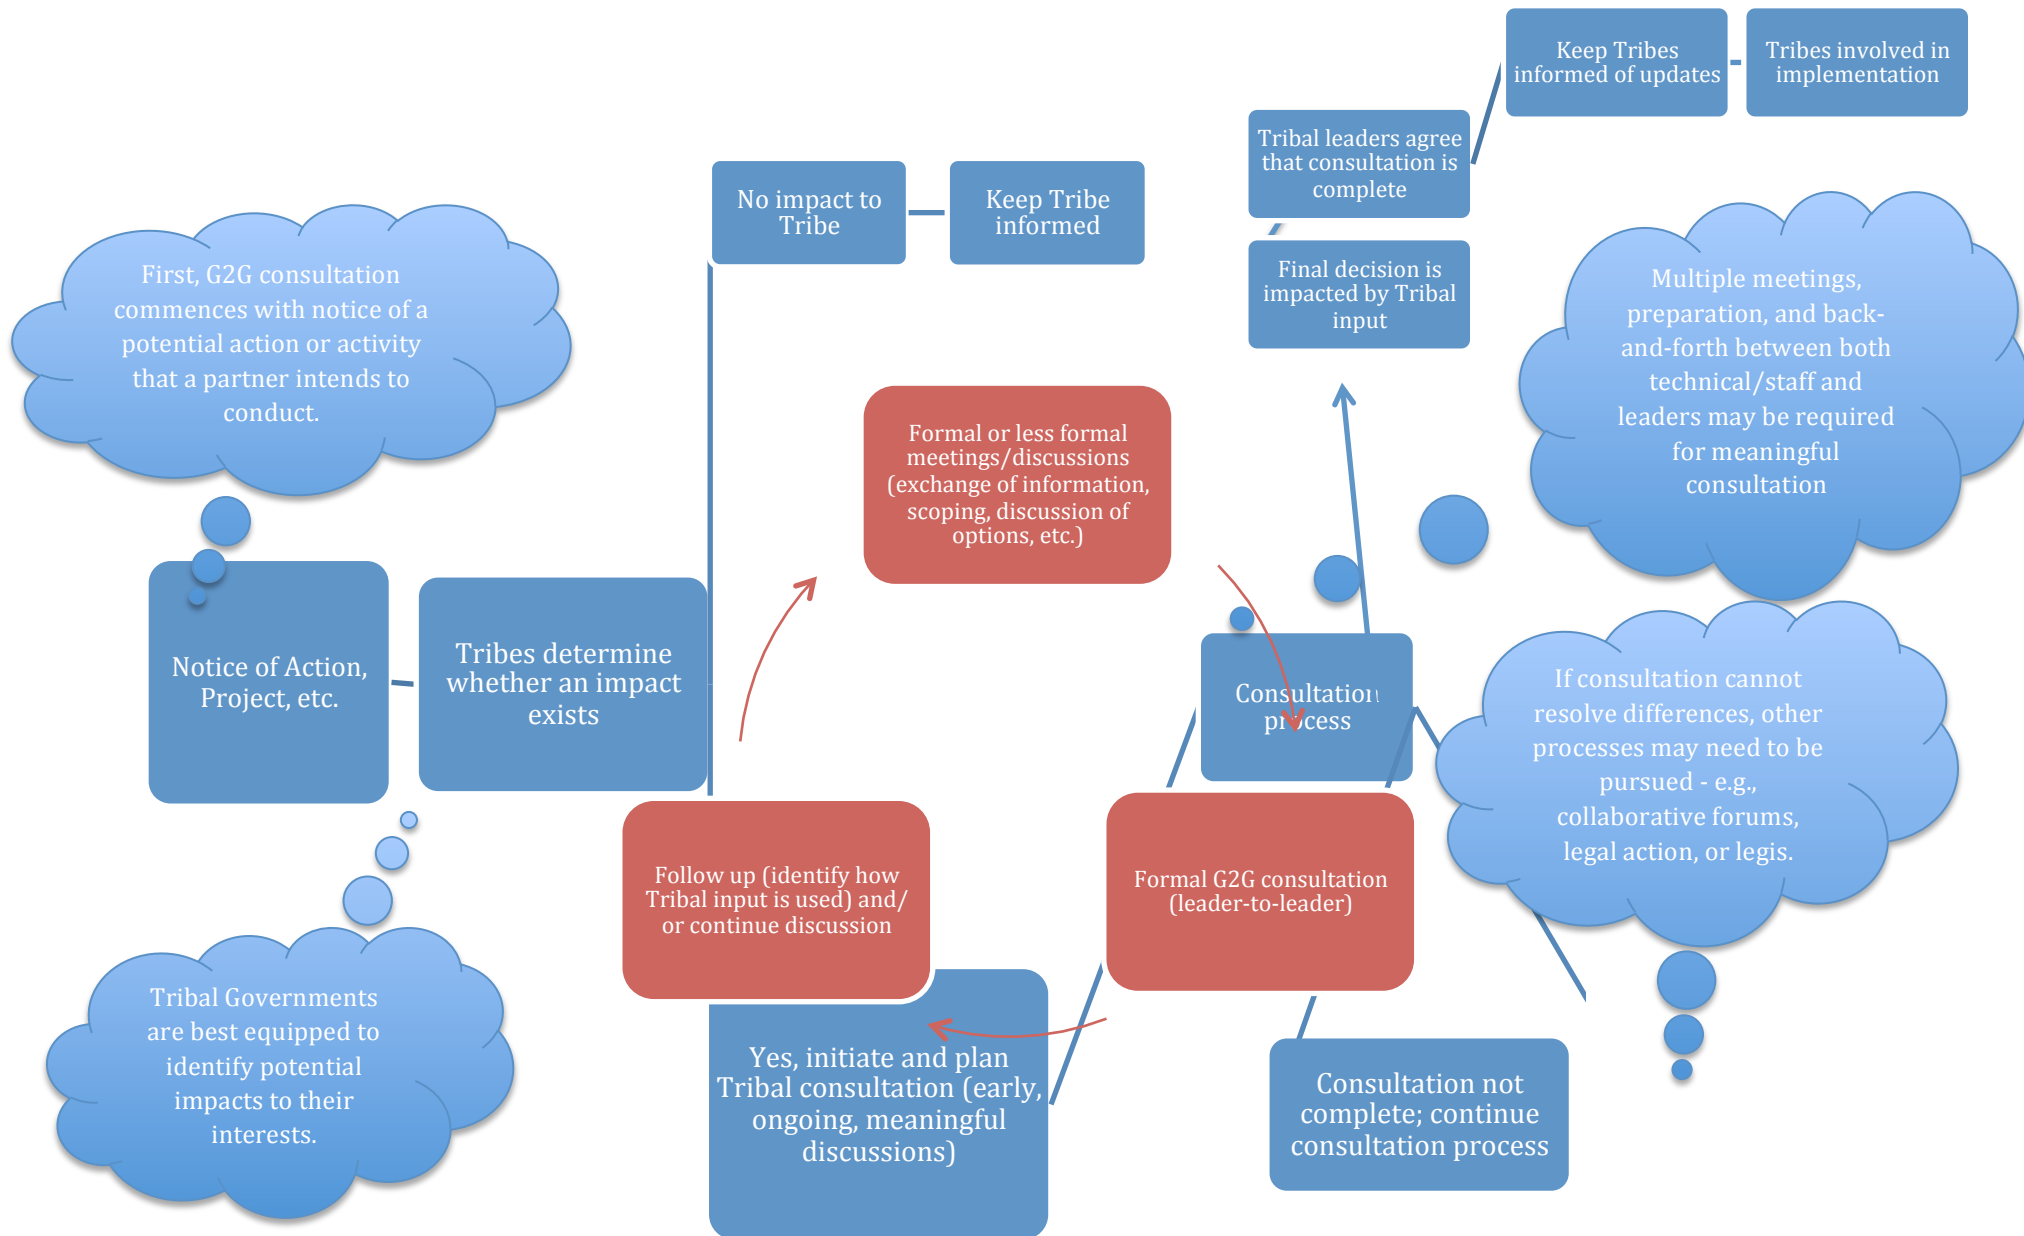 Keep Tribes
informed of updates
Tribes involved in
implementation
Tribal leaders agree
that consultation is
complete
No impact to
Tribe
Keep Tribe
informed
Final decision is
impacted by Tribal
input
First, G2G consultation
commences with notice of a
potential action or activity
that a partner intends to
conduct.
Multiple meetings,
preparation, and back-
and-forth between both
technical/staff and
leaders may be required
for meaningful
consultation
Formal or less formal
meetings/discussions
(exchange of information,
scoping, discussion of
options, etc.)
Notice of Action,
Project, etc.
Tribes determine
whether an impact
exists
Consultation
process
If consultation cannot
resolve differences, other
processes may need to be
pursued - e.g.,
collaborative forums,
legal action, or legis.
Follow up (identify how
Tribal input is used) and/
or continue discussion
Formal G2G consultation
(leader-to-leader)
Tribal Governments
are best equipped to
identify potential
impacts to their
interests.
Yes, initiate and plan
Tribal consultation (early,
ongoing, meaningful
discussions)
Consultation not
complete; continue
consultation process